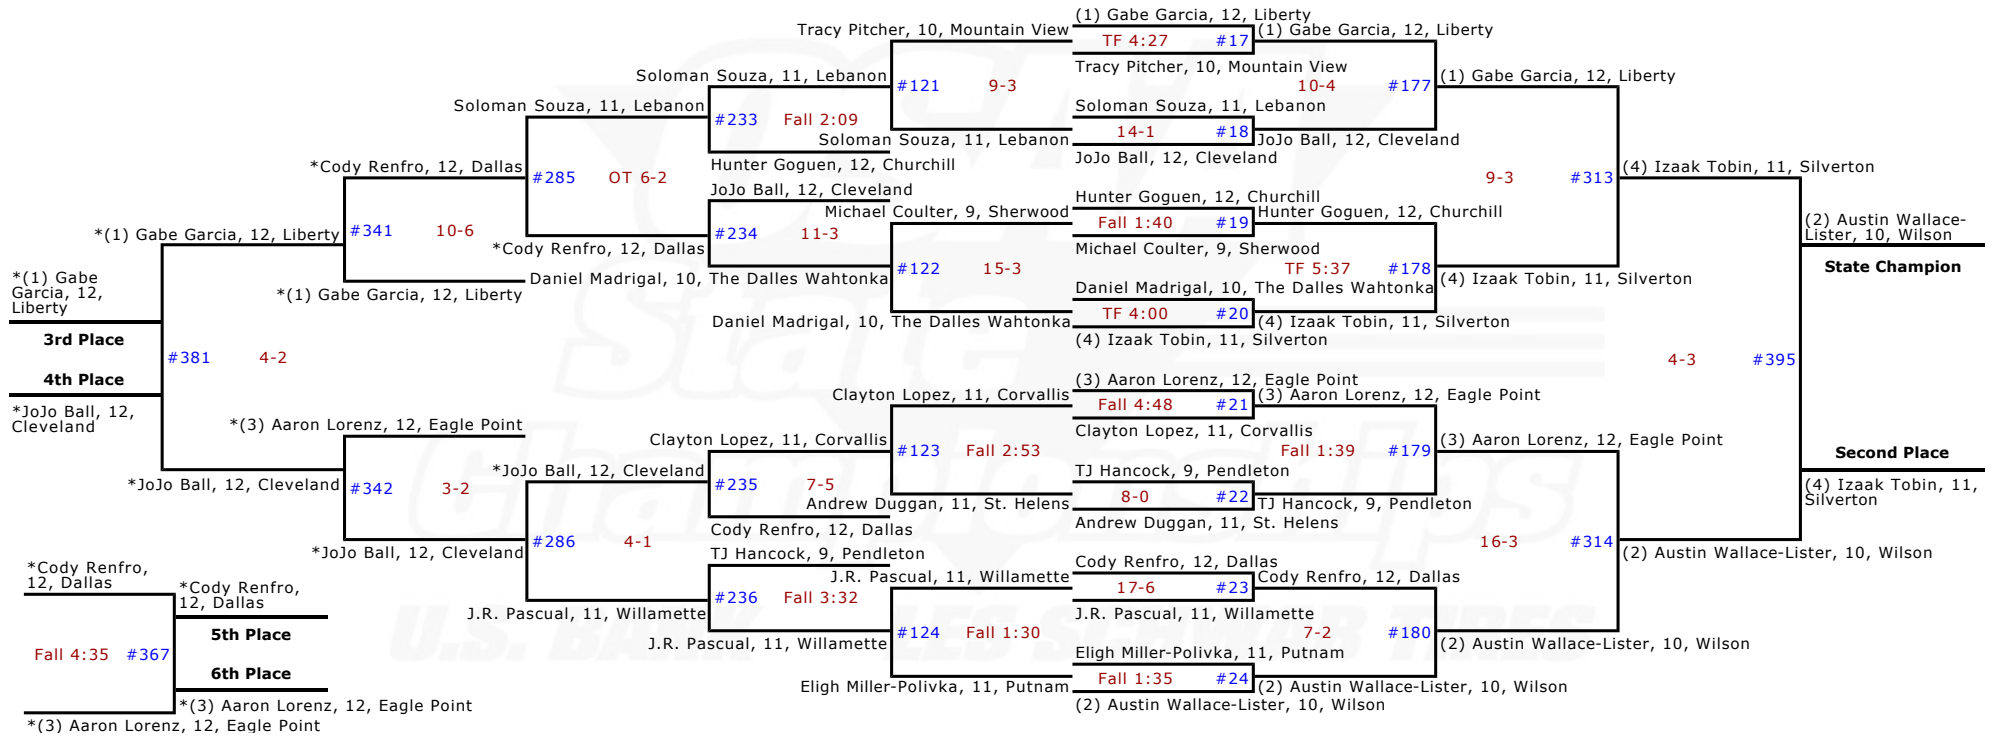 (1) Gabe Garcia, 12, Liberty
Tracy Pitcher, 10, Mountain View
TF 4:27 #17
(1) Gabe Garcia, 12, Liberty
Tracy Pitcher, 10, Mountain View
Soloman Souza, 11, Lebanon
#121 9-3
10-4 #177
(1) Gabe Garcia, 12, Liberty
Soloman Souza, 11, Lebanon
Soloman Souza, 11, Lebanon
#233 Fall 2:09
14-1 #18
Soloman Souza, 11, Lebanon
JoJo Ball, 12, Cleveland
JoJo Ball, 12, Cleveland
Hunter Goguen, 12, Churchill
*Cody Renfro, 12, Dallas
#285 OT 6-2
9-3 #313
(4) Izaak Tobin, 11, Silverton
JoJo Ball, 12, Cleveland
Hunter Goguen, 12, Churchill
Michael Coulter, 9, Sherwood
Fall 1:40 #19
Hunter Goguen, 12, Churchill
*(1) Gabe Garcia, 12, Liberty
#341 10-6
#234 11-3
(2) Austin Wallace-
Lister, 10, Wilson
*Cody Renfro, 12, Dallas
Michael Coulter, 9, Sherwood
State Champion
#122 15-3
TF 5:37 #178
*(1) Gabe
Garcia, 12,
Liberty
Daniel Madrigal, 10, The Dalles Wahtonka
(4) Izaak Tobin, 11, Silverton
*(1) Gabe Garcia, 12, Liberty
Daniel Madrigal, 10, The Dalles Wahtonka
TF 4:00 #20
Daniel Madrigal, 10, The Dalles Wahtonka
(4) Izaak Tobin, 11, Silverton
(4) Izaak Tobin, 11, Silverton
3rd Place
#381 4-2
4-3 #395
4th Place
(3) Aaron Lorenz, 12, Eagle Point
Clayton Lopez, 11, Corvallis
Fall 4:48 #21
(3) Aaron Lorenz, 12, Eagle Point
*JoJo Ball, 12,
Cleveland
*(3) Aaron Lorenz, 12, Eagle Point
Clayton Lopez, 11, Corvallis
Clayton Lopez, 11, Corvallis
#123 Fall 2:53
Fall 1:39 #179
(3) Aaron Lorenz, 12, Eagle Point
Second Place
*JoJo Ball, 12, Cleveland
TJ Hancock, 9, Pendleton
*JoJo Ball, 12, Cleveland
#342 3-2
#235 7-5
8-0 #22
(4) Izaak Tobin, 11,
Silverton
Andrew Duggan, 11, St. Helens
TJ Hancock, 9, Pendleton
Cody Renfro, 12, Dallas
Andrew Duggan, 11, St. Helens
#286 4-1
16-3 #314
*JoJo Ball, 12, Cleveland
TJ Hancock, 9, Pendleton
(2) Austin Wallace-Lister, 10, Wilson
Cody Renfro, 12, Dallas
*Cody Renfro,
12, Dallas
J.R. Pascual, 11, Willamette
17-6 #23
Cody Renfro, 12, Dallas
*Cody Renfro,
12, Dallas
#236 Fall 3:32
J.R. Pascual, 11, Willamette
J.R. Pascual, 11, Willamette
5th Place
#124 Fall 1:30
7-2 #180
J.R. Pascual, 11, Willamette
(2) Austin Wallace-Lister, 10, Wilson
Fall 4:35 #367
Eligh Miller-Polivka, 11, Putnam
6th Place
Fall 1:35 #24
Eligh Miller-Polivka, 11, Putnam
(2) Austin Wallace-Lister, 10, Wilson
*(3) Aaron Lorenz, 12, Eagle Point
(2) Austin Wallace-Lister, 10, Wilson
*(3) Aaron Lorenz, 12, Eagle Point
OSAA
State
Championships
U.S. BANK LES SCHWAB TIRES